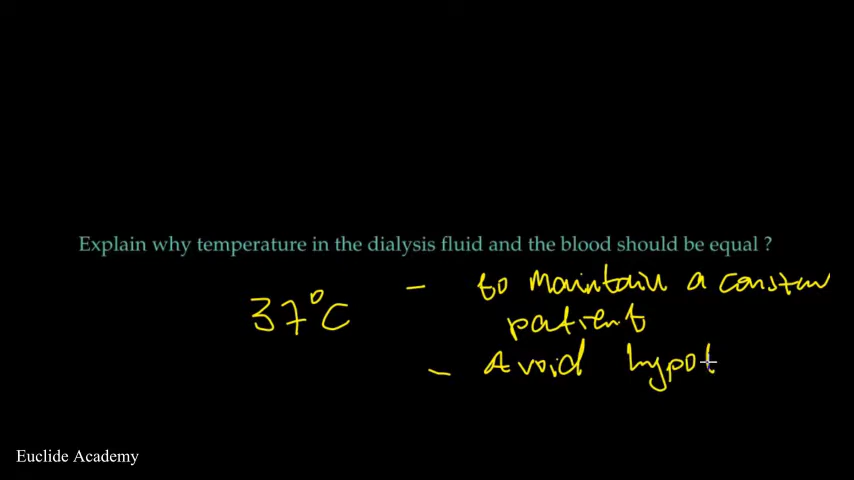 Explain why temperature in the dialysis fluid and the blood should be equal ?
37°C - to maintain a constan
patient
- Avoid hypot
Euclide Academy